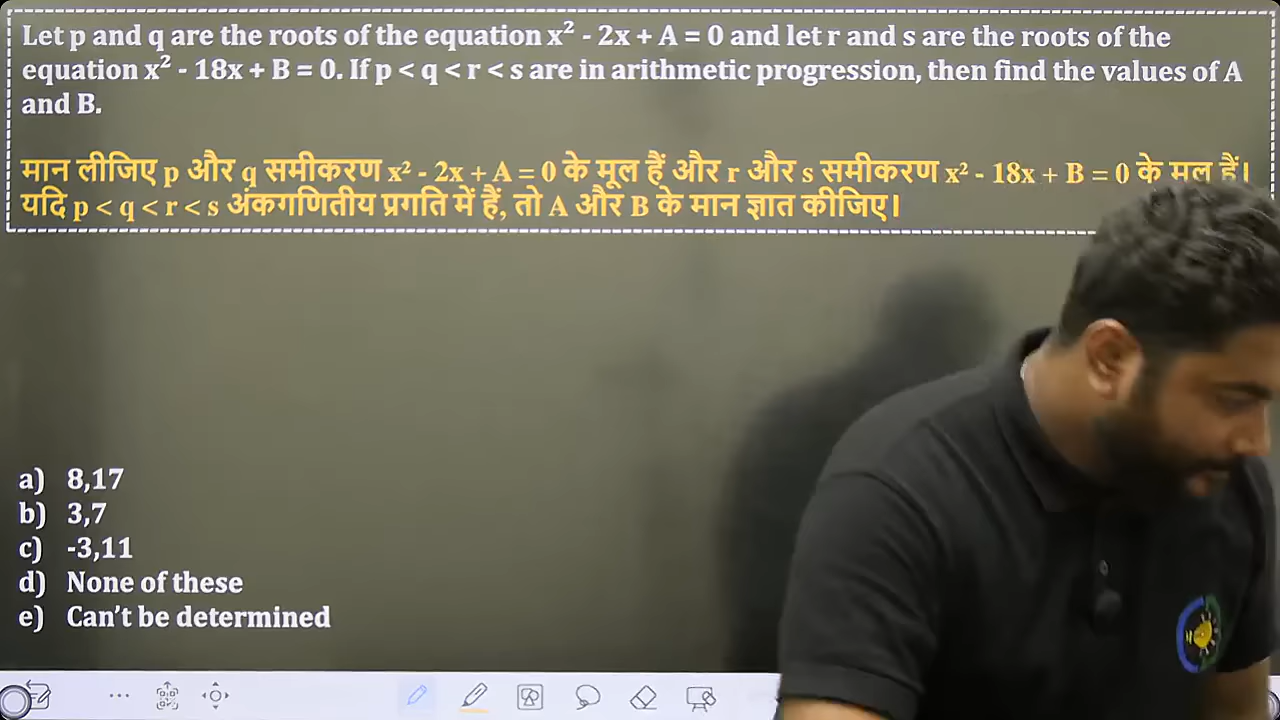 Let p and q are the roots of the equation x² - 2x + A = 0 and let r and s are the roots of the
equation x² - 18x + B = 0. If p < q < r < s are in arithmetic progression, then find the values of A
and B.
मान लीजिए p और q समीकरण x² - 2x + A = 0 के मूल हैं और r और s समीकरण x² - 18x + B = 0 के मूल हैं।
यदि p < q < r < s अंकगणितीय प्रगति में हैं, तो A और B के मान ज्ञात कीजिए।
a) 8,17
b) 3,7
c) -3,11
d) None of these
e) Can't be determined